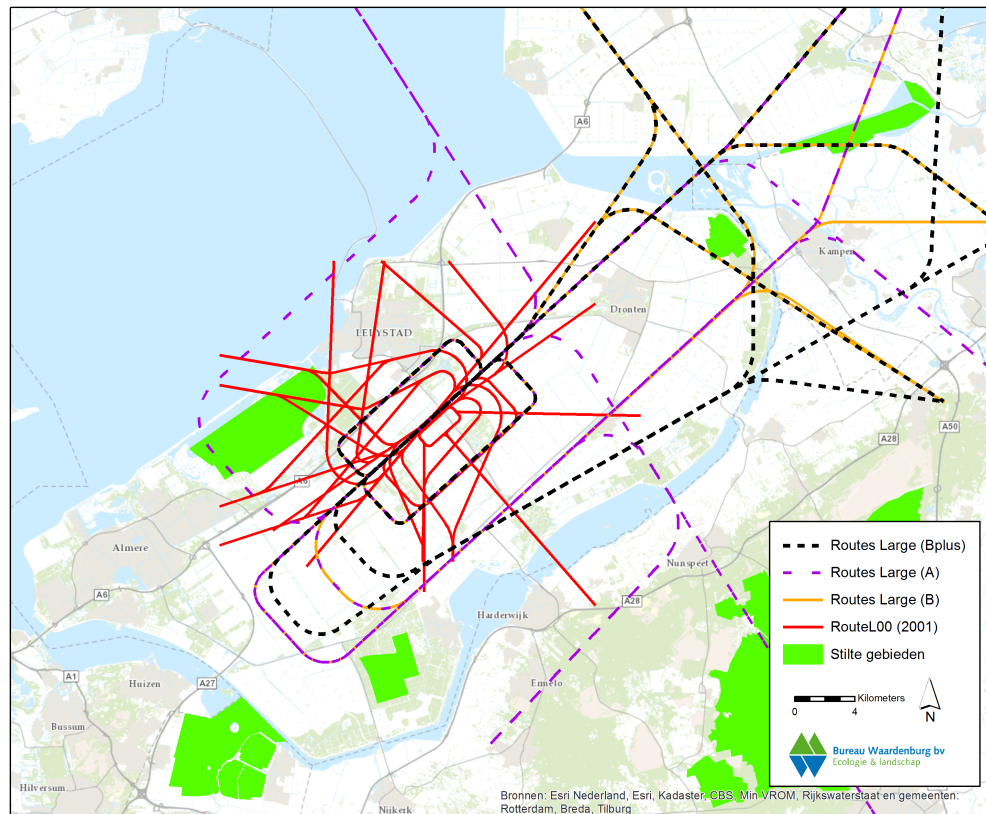 A6
Kampen
Dronten
LELYSTAD
A50
A28
A6
Almere
Nunspeet
A6
Harderwijk
A28
A1
Huizen
A27
Ermelo
Bussum
Hilversum
Nijkerk
Routes Large (Bplus)
Routes Large (A)
Routes Large (B)
RouteL00 (2001)
Stilte gebieden
Kilometers
0 4
N
Bureau Waardenburg bv
Ecologie & landschap
Bronnen: Esri Nederland, Esri, Kadaster, CBS, Min VROM, Rijkswaterstaat en gemeenten:
Rotterdam, Breda, Tilburg